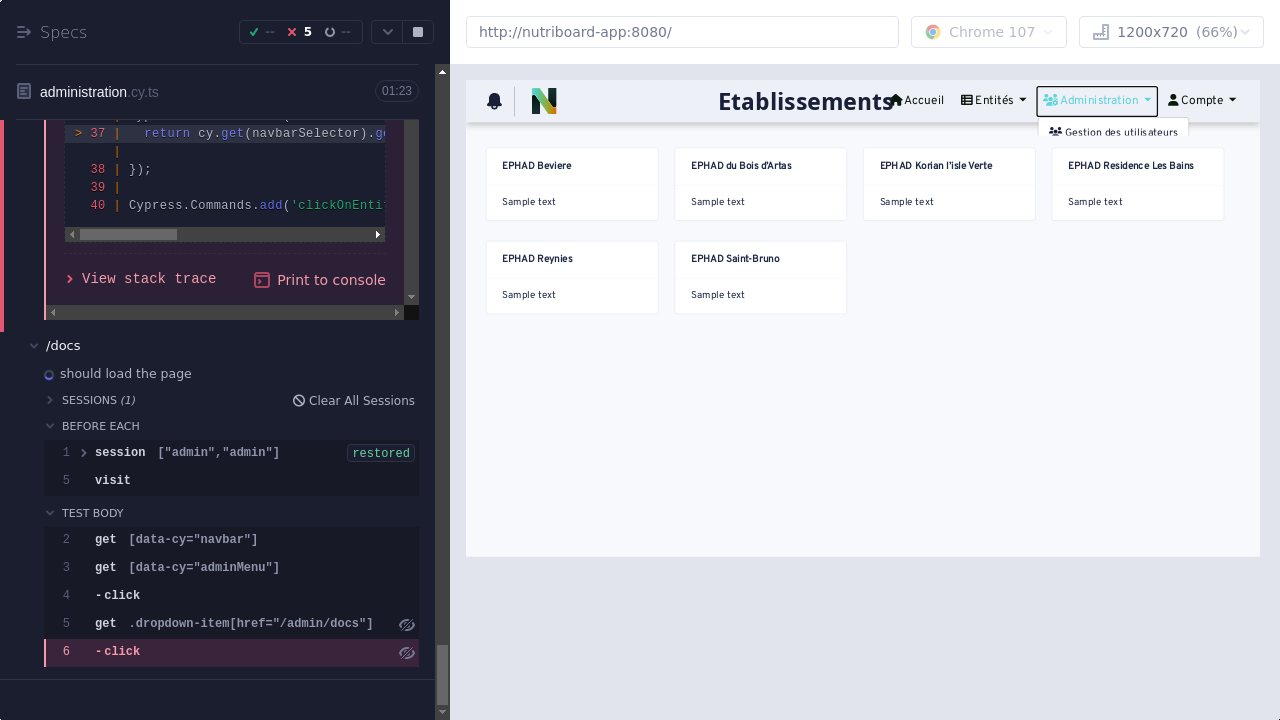 Specs
--
5
--
administration.cy.ts
01:23
> 37 |   return cy.get(navbarSelector).ge
|
38 | });
39 |
40 | Cypress.Commands.add('clickOnEnti
View stack trace
Print to console
/docs
should load the page
SESSIONS (1)
Clear All Sessions
BEFORE EACH
1 session ["admin","admin"] restored
5 visit
TEST BODY
2 get [data-cy="navbar"]
3 get [data-cy="adminMenu"]
4 -click
5 get .dropdown-item[href="/admin/docs"]
6 -click
http://nutriboard-app:8080/
Chrome 107
1200x720 (66%)
N
Etablissements
Accueil
Entités
Administration
Compte
Gestion des utilisateurs
EPHAD Beviere
Sample text
EPHAD du Bois d'Artas
Sample text
EPHAD Korian l'isle Verte
Sample text
EPHAD Residence Les Bains
Sample text
EPHAD Reynies
Sample text
EPHAD Saint-Bruno
Sample text